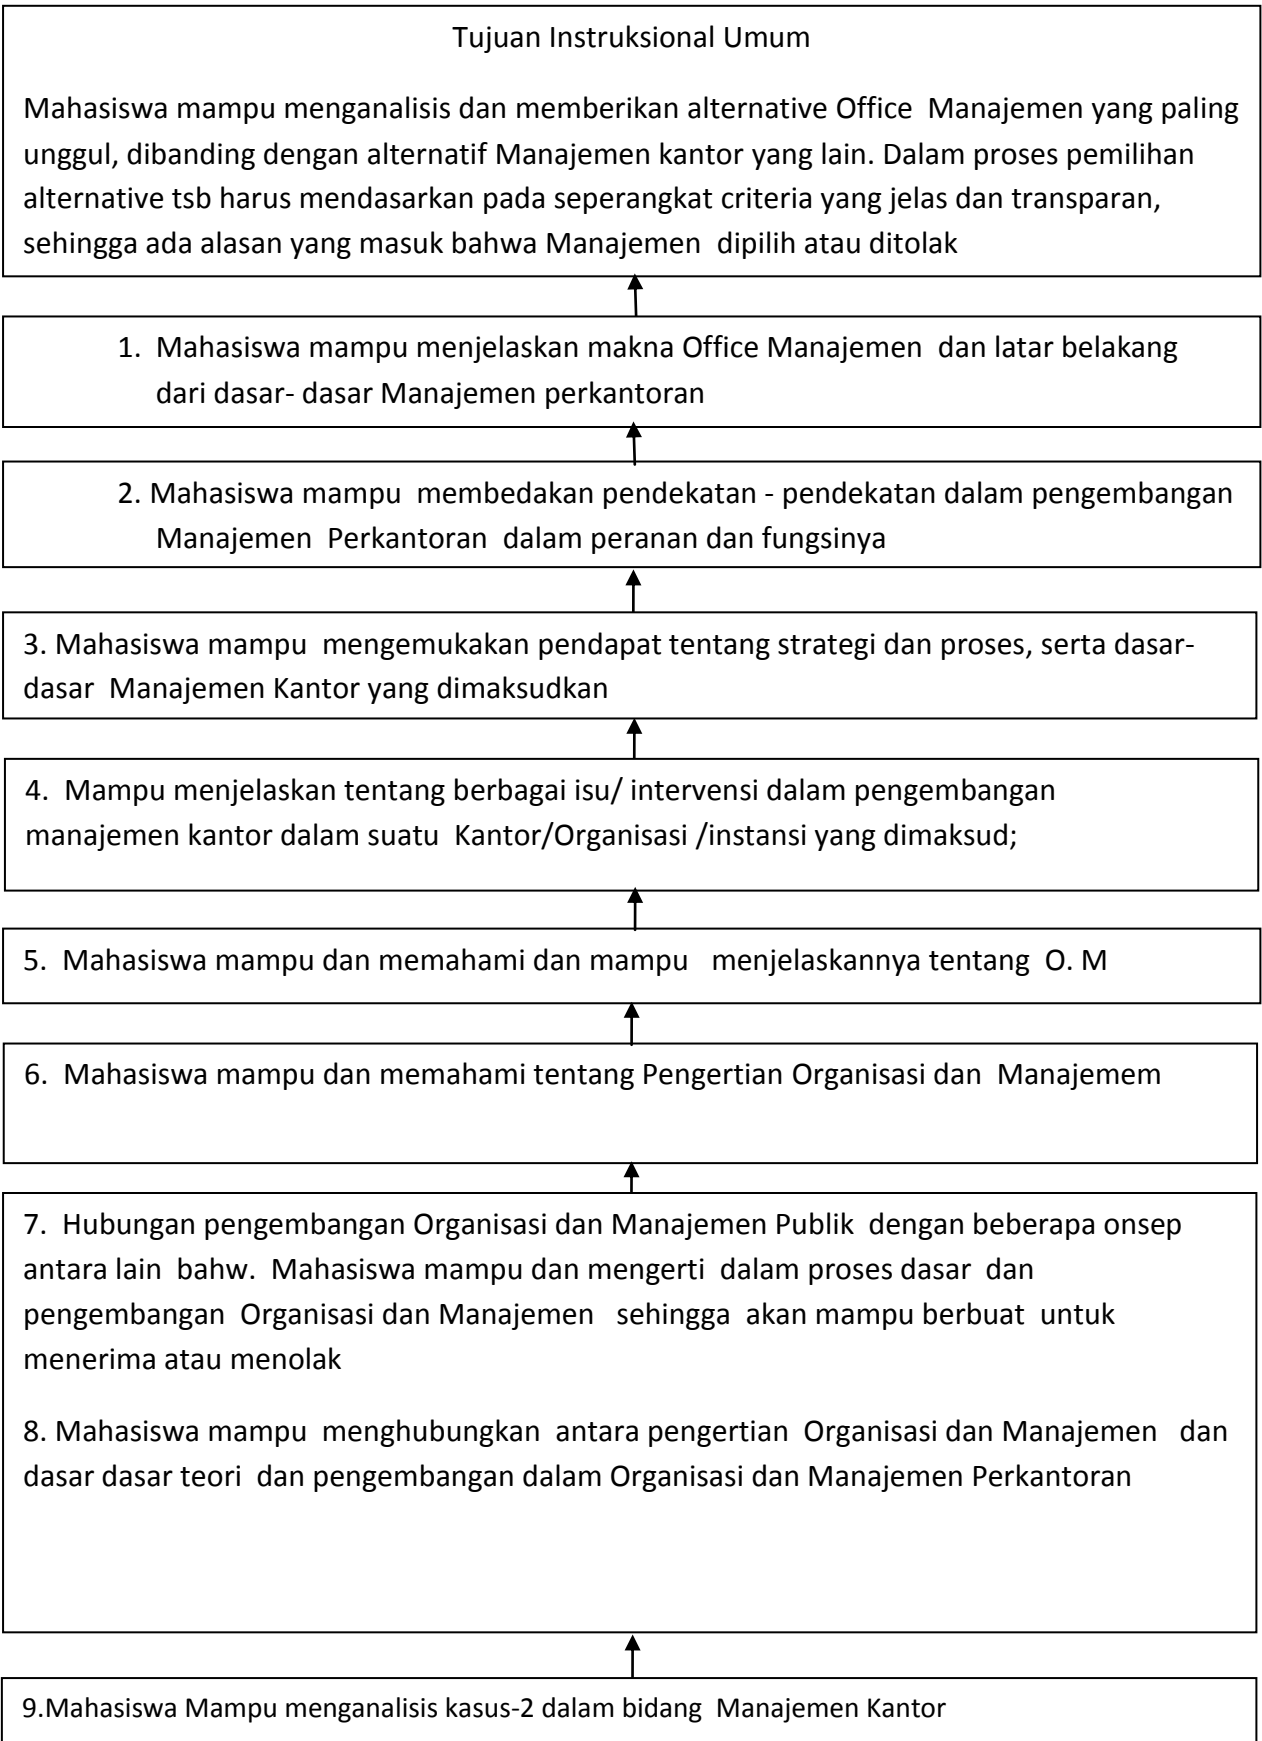 Tujuan Instruksional Umum
Mahasiswa mampu menganalisis dan memberikan alternative Office Manajemen yang paling
unggul, dibanding dengan alternatif Manajemen kantor yang lain. Dalam proses pemilihan
alternative tsb harus mendasarkan pada seperangkat criteria yang jelas dan transparan,
sehingga ada alasan yang masuk bahwa Manajemen dipilih atau ditolak
1. Mahasiswa mampu menjelaskan makna Office Manajemen dan latar belakang
dari dasar- dasar Manajemen perkantoran
2. Mahasiswa mampu membedakan pendekatan - pendekatan dalam pengembangan
Manajemen Perkantoran dalam peranan dan fungsinya
3. Mahasiswa mampu mengemukakan pendapat tentang strategi dan proses, serta dasar-
dasar Manajemen Kantor yang dimaksudkan
4. Mampu menjelaskan tentang berbagai isu/ intervensi dalam pengembangan
manajemen kantor dalam suatu Kantor/Organisasi /instansi yang dimaksud;
5. Mahasiswa mampu dan memahami dan mampu menjelaskannya tentang O. M
6. Mahasiswa mampu dan memahami tentang Pengertian Organisasi dan Manajemem
7. Hubungan pengembangan Organisasi dan Manajemen Publik dengan beberapa onsep
antara lain bahw. Mahasiswa mampu dan mengerti dalam proses dasar dan
pengembangan Organisasi dan Manajemen sehingga akan mampu berbuat untuk
menerima atau menolak
8. Mahasiswa mampu menghubungkan antara pengertian Organisasi dan Manajemen dan
dasar dasar teori dan pengembangan dalam Organisasi dan Manajemen Perkantoran
9.Mahasiswa Mampu menganalisis kasus-2 dalam bidang Manajemen Kantor